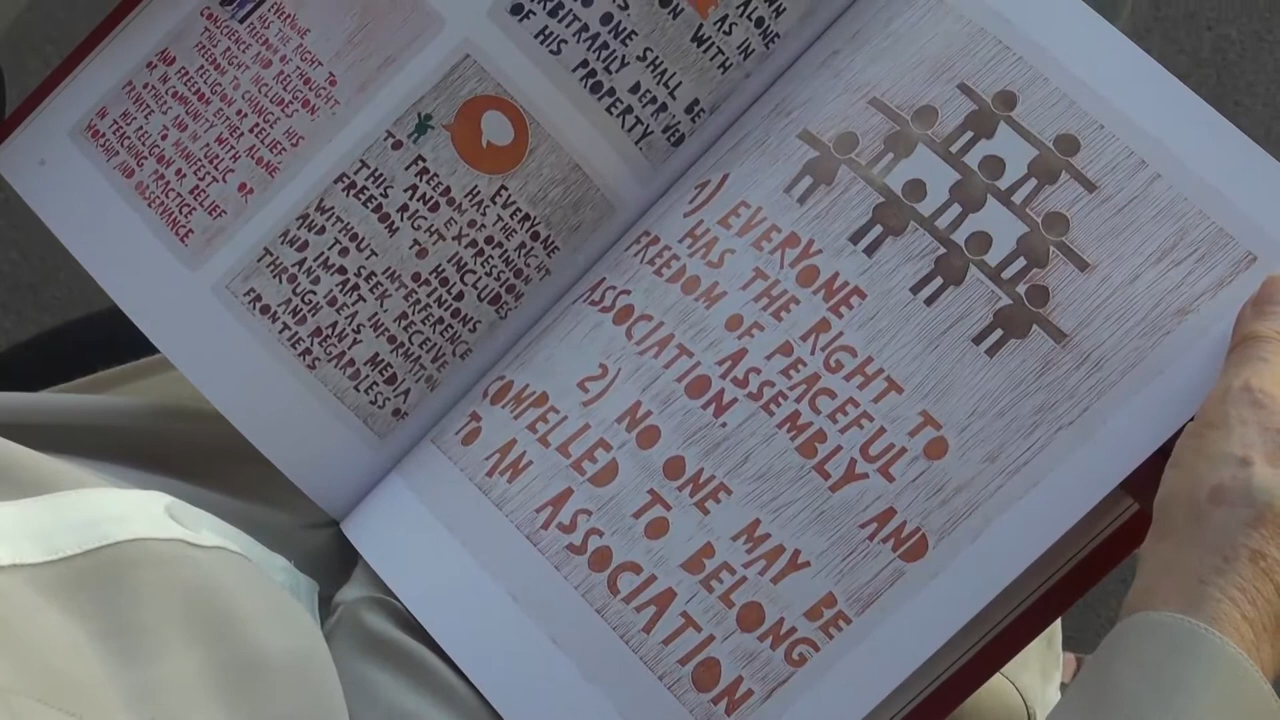 EVERYONE
HAS THE RIGHT TO
FREEDOM OF THOUGHT
CONSCIENCE AND RELIGION;
THIS RIGHT INCLUDES
FREEDOM TO CHANGE HIS
RELIGION OR BELIEF
AND FREEDOM EITHER ALONE
OR IN COMMUNITY WITH
OTHERS AND IN PUBLIC OR
PRIVATE, TO MANIFEST
HIS RELIGION OR BELIEF
IN TEACHING, PRACTICE,
WORSHIP AND OBSERVANCE.
ALONE
AS IN
WITH
ONE SHALL BE
ARBITRARILY DEPRIVED
OF HIS PROPERTY.
EVERYONE
HAS THE RIGHT
TO FREEDOM OF OPINION
AND EXPRESSION
THIS RIGHT INCLUDES
FREEDOM TO HOLD OPINIONS
WITHOUT INTERFERENCE
AND TO SEEK, RECEIVE
AND IMPART INFORMATION
AND IDEAS
THROUGH ANY MEDIA
AND REGARDLESS OF
FRONTIERS
1) EVERYONE
HAS THE RIGHT TO
FREEDOM OF PEACEFUL
ASSEMBLY AND
ASSOCIATION.
2) NO ONE MAY BE
COMPELLED TO BELONG
TO AN ASSOCIATION